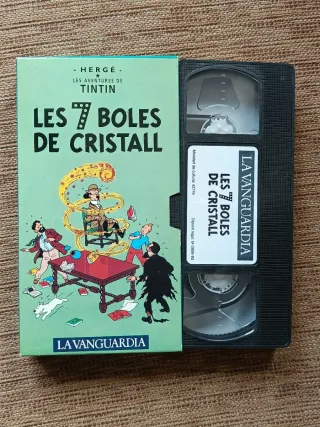 - HERGÉ -
LES AVENTURES DE
TINTIN
LES 7 BOLES
DE CRISTALL
LA VANGUARDIA
LA VANGUARDIA
LES 7 BOLES
DE CRISTALL